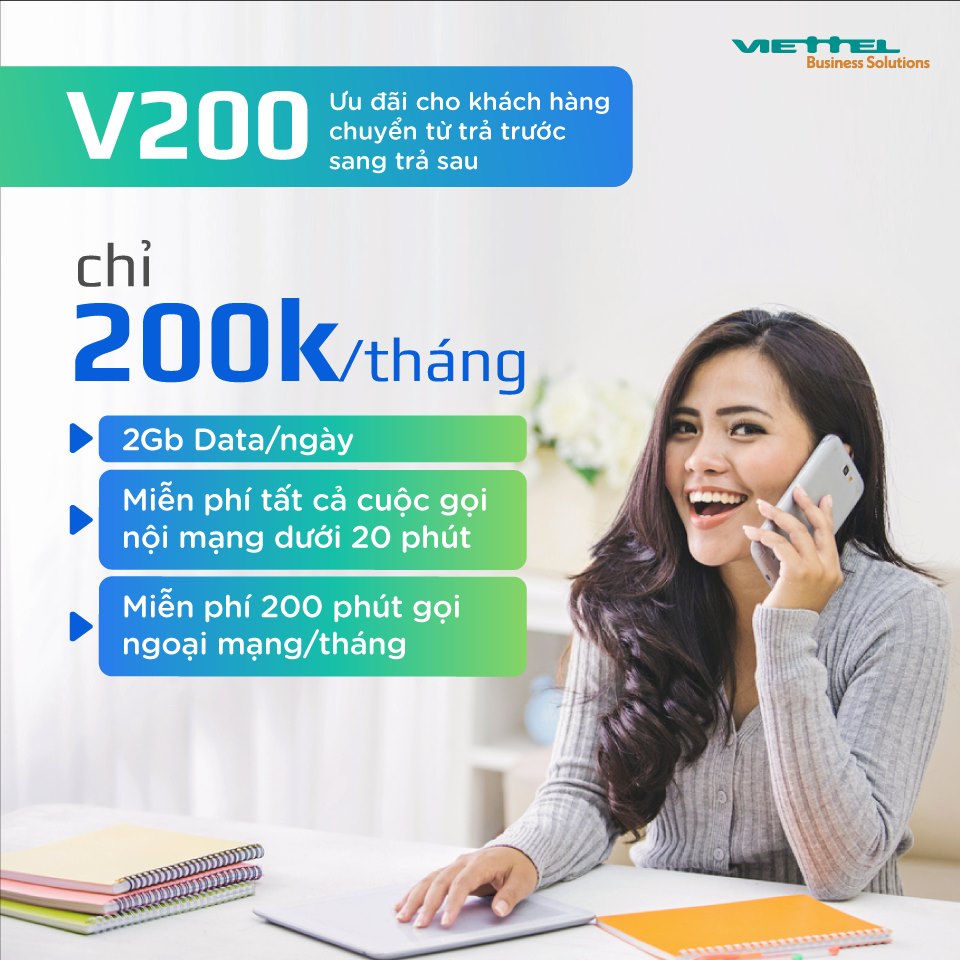 VIETTEL
Business Solutions
V200
Ưu đãi cho khách hàng
chuyển từ trả trước
sang trả sau
chỉ
200k/tháng
2Gb Data/ngày
Miễn phí tất cả cuộc gọi
nội mạng dưới 20 phút
Miễn phí 200 phút gọi
ngoại mạng/tháng